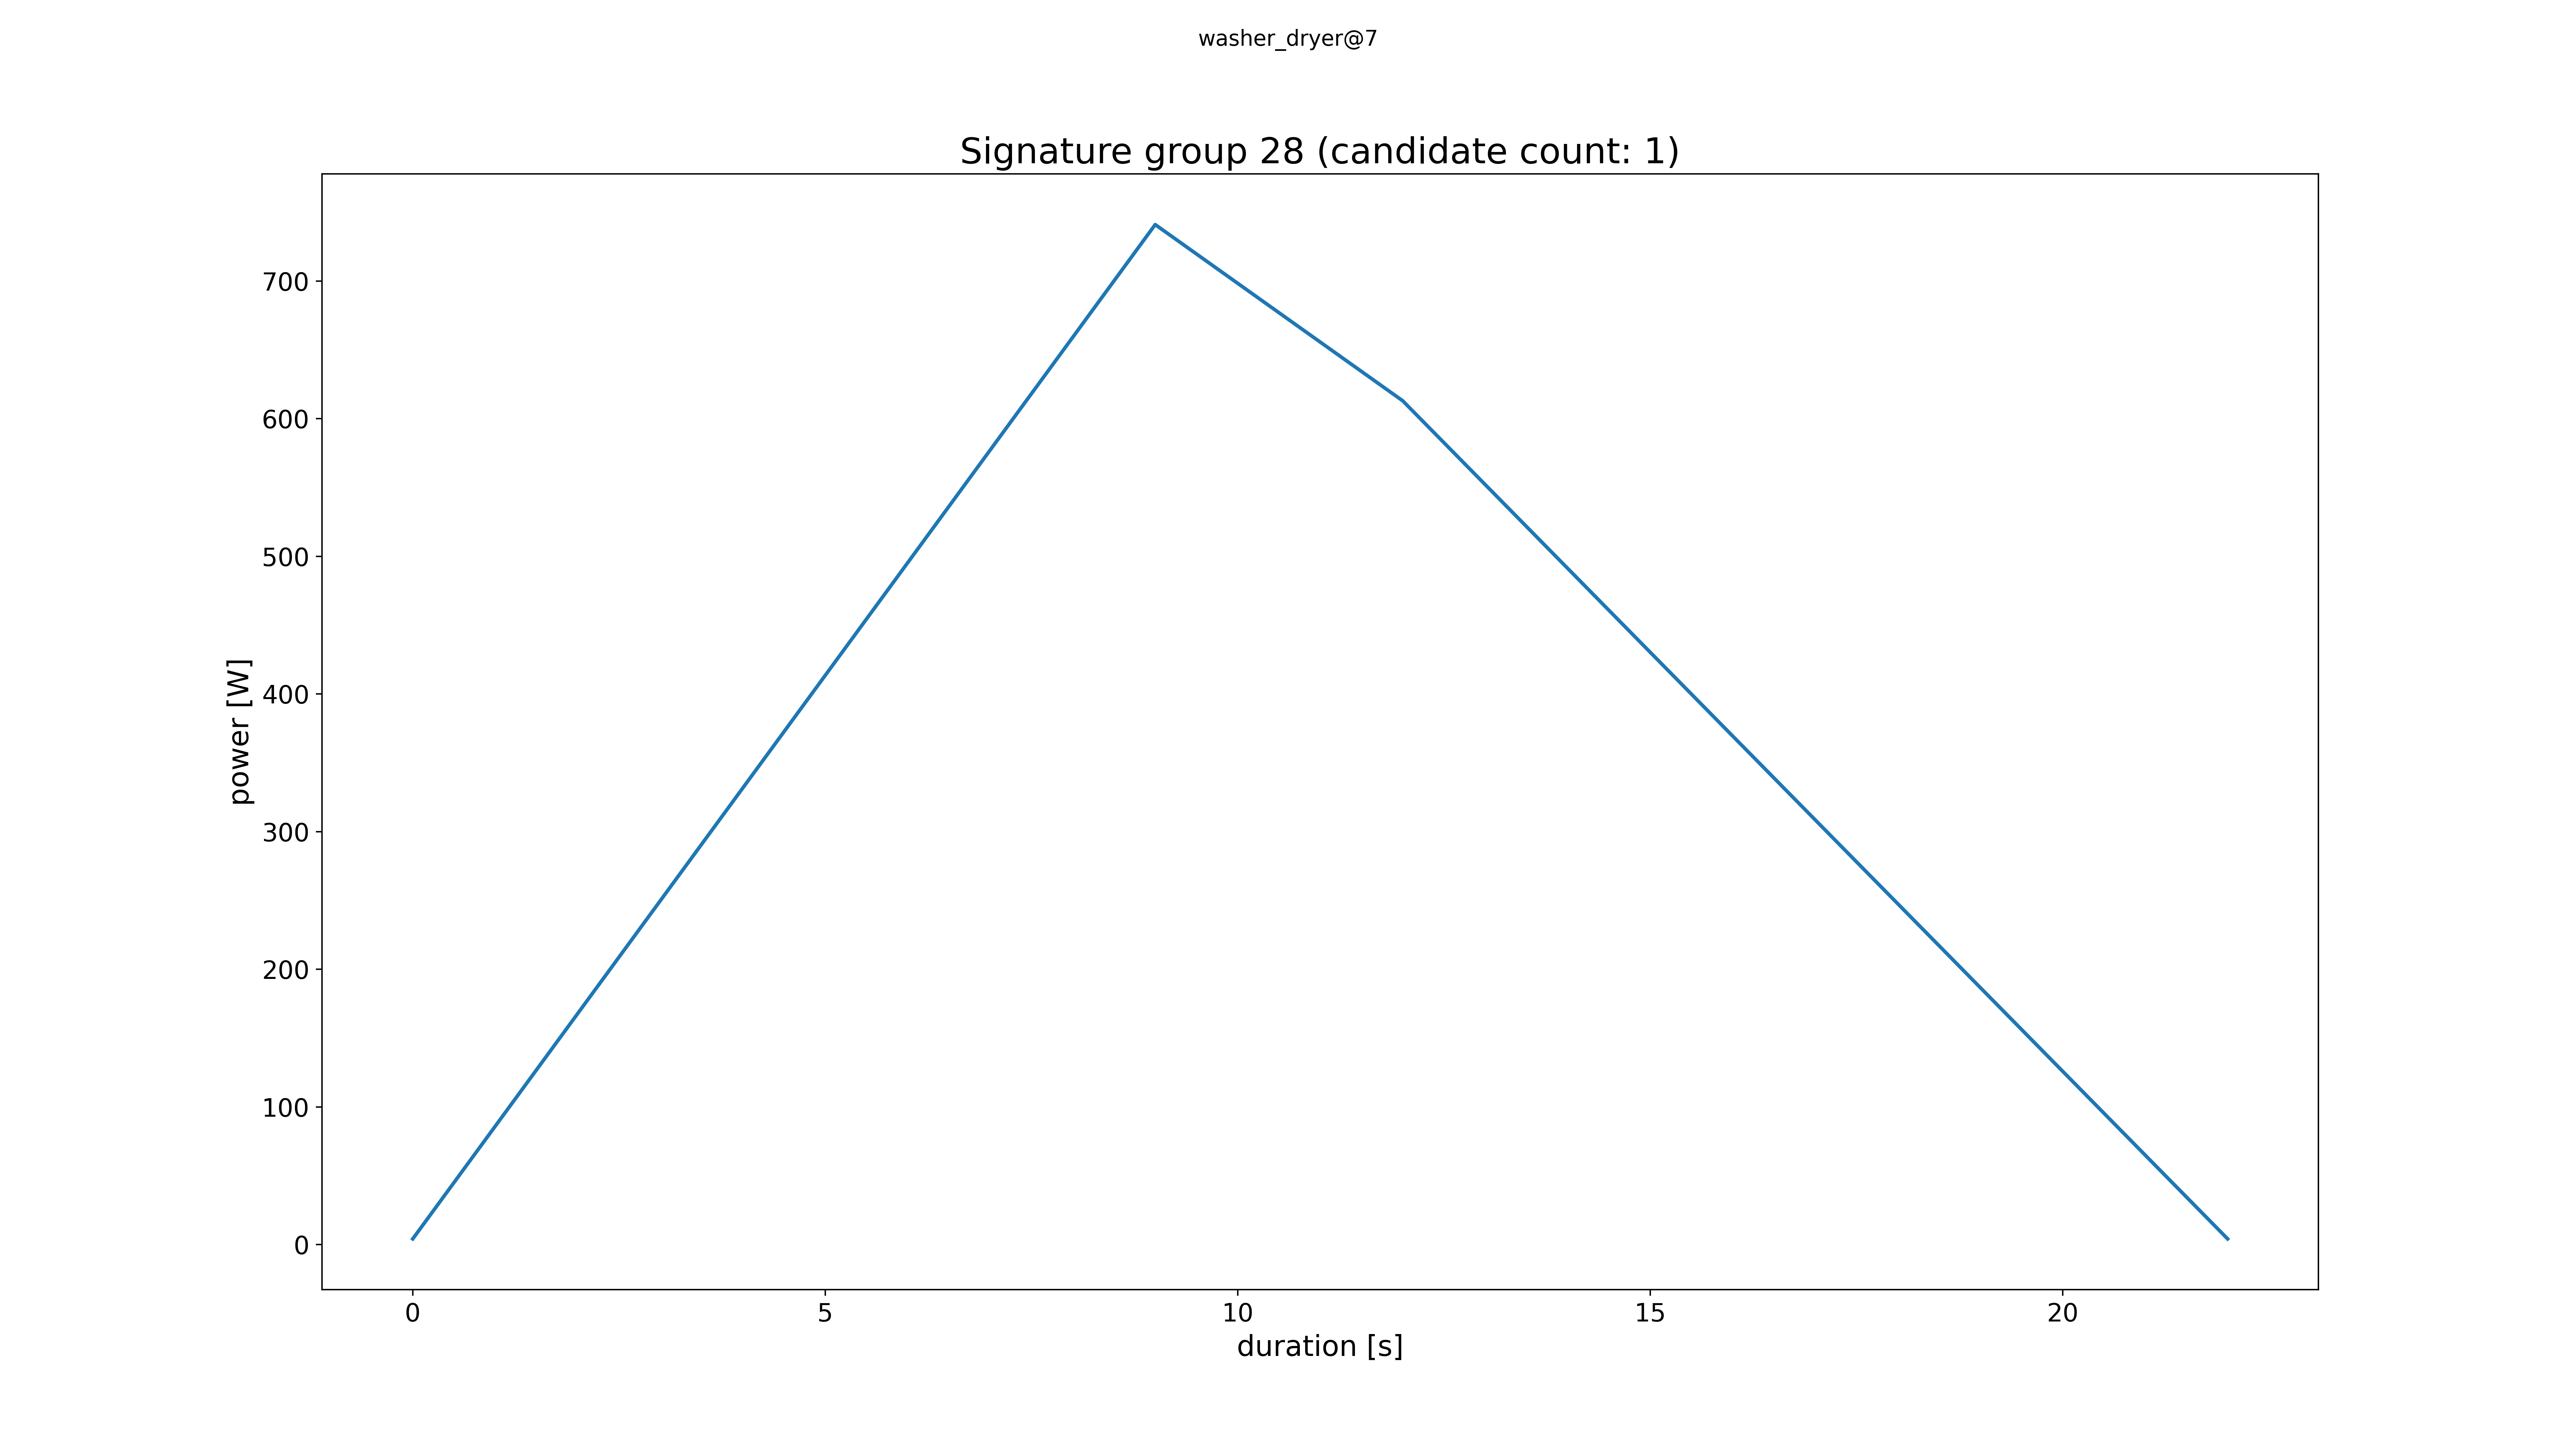 washer_dryer@7
Signature group 28 (candidate count: 1)
power [W]
700
600
500
400
300
200
100
0
0 5 10 15 20
duration [s]